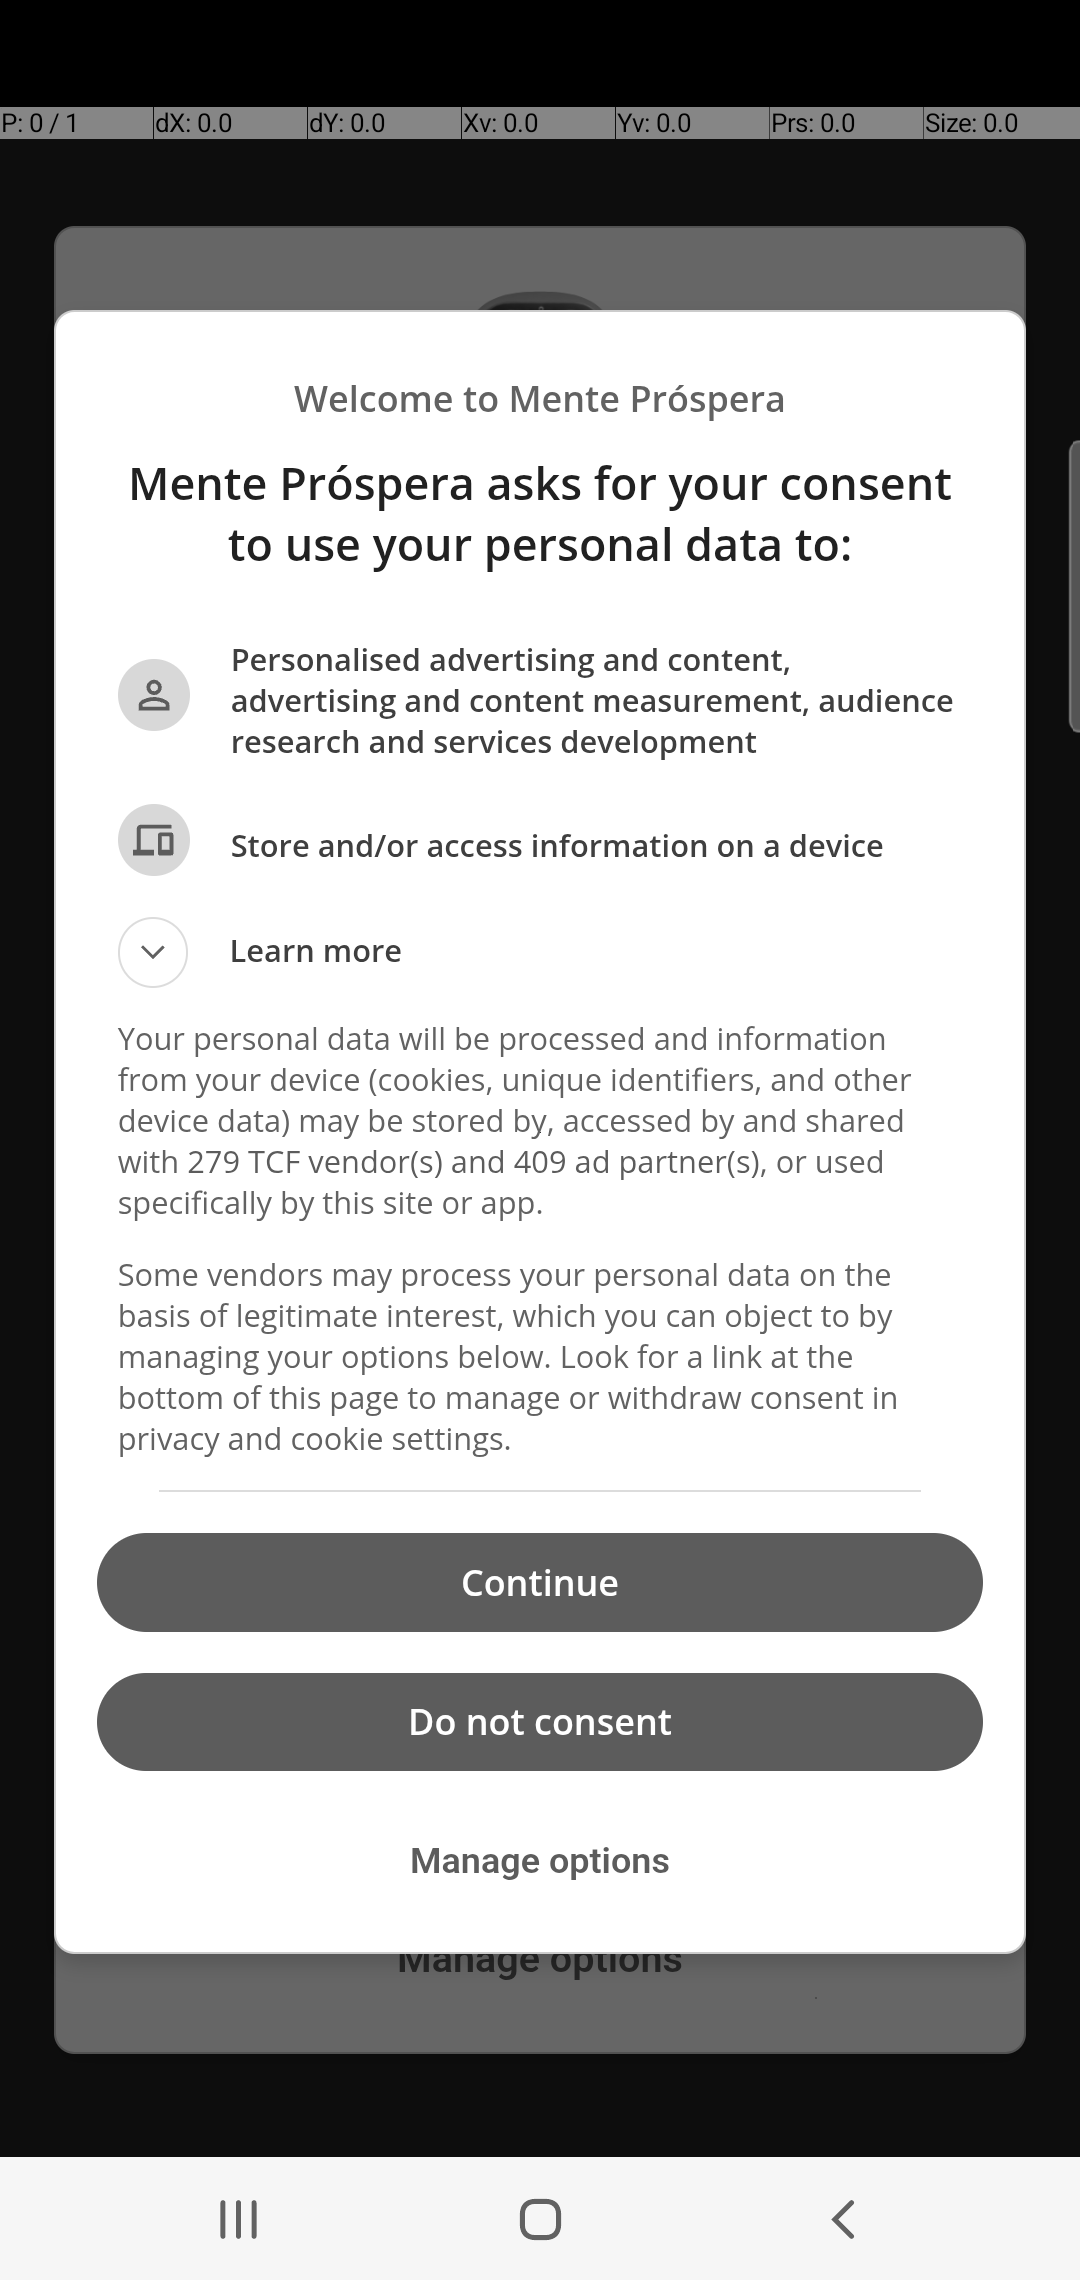 P: 0 / 1 dX: 0.0 dY: 0.0 Xv: 0.0 Yv: 0.0 Prs: 0.0 Size: 0.0
Welcome to Mente Próspera
Mente Próspera asks for your consent
to use your personal data to:
Personalised advertising and content,
advertising and content measurement, audience
research and services development
Store and/or access information on a device
Learn more
Your personal data will be processed and information
from your device (cookies, unique identifiers, and other
device data) may be stored by, accessed by and shared
with 279 TCF vendor(s) and 409 ad partner(s), or used
specifically by this site or app.
Some vendors may process your personal data on the
basis of legitimate interest, which you can object to by
managing your options below. Look for a link at the
bottom of this page to manage or withdraw consent in
privacy and cookie settings.
Continue
Do not consent
Manage options
Manage options